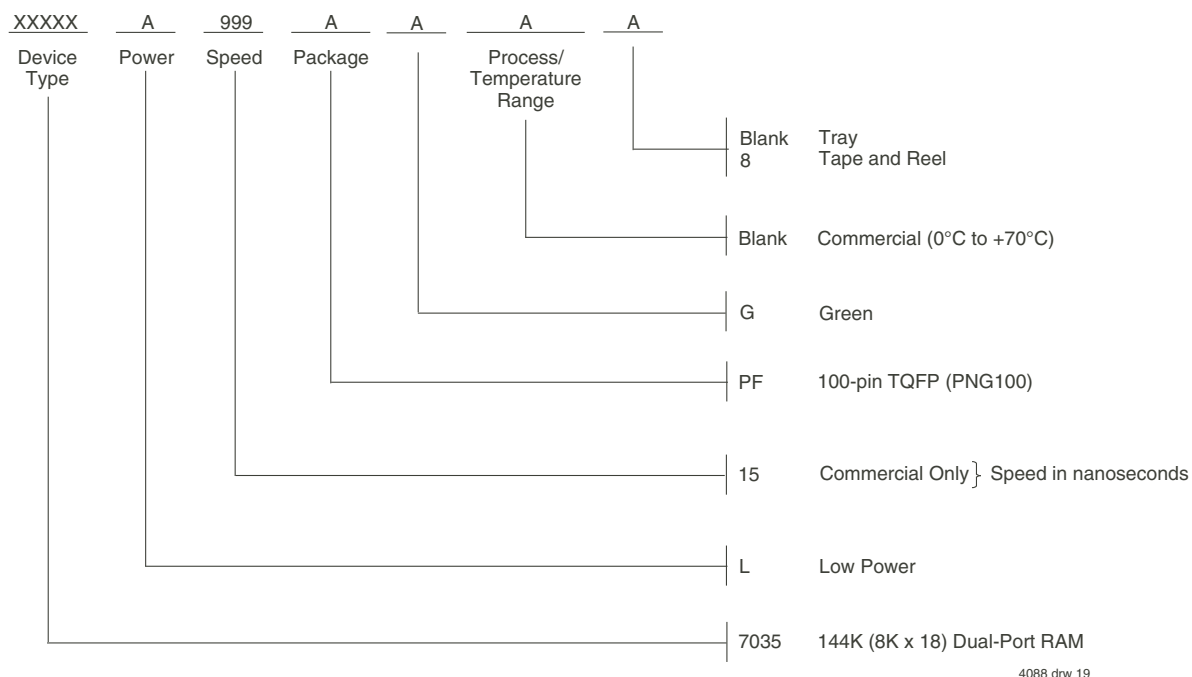 XXXXX A 999 A A A A
Device Type Power Speed Package Process/ Temperature Range
Blank Tray
8 Tape and Reel
Blank Commercial (0°C to +70°C)
G Green
PF 100-pin TQFP (PNG100)
15 Commercial Only } Speed in nanoseconds
L Low Power
7035 144K (8K x 18) Dual-Port RAM
4088 drw 19